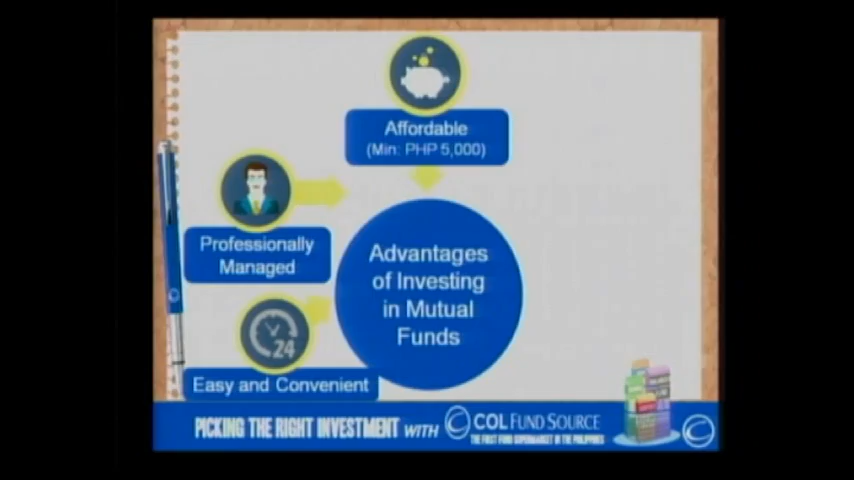 Affordable
(Min: PHP 5,000)
Professionally
Managed
Advantages
of Investing
in Mutual
Funds
24
Easy and Convenient
PICKING THE RIGHT INVESTMENT WITH COL FUND SOURCE
THE FIRST FUND SUPERMARKET IN THE PHILIPPINES